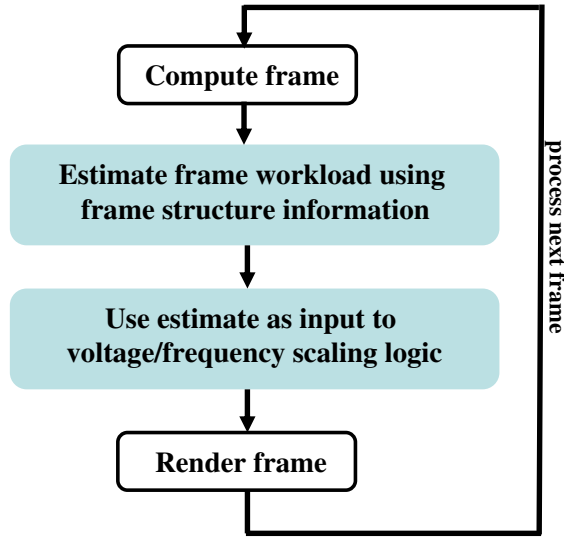 Compute frame
Estimate frame workload using
frame structure information
Use estimate as input to
voltage/frequency scaling logic
Render frame
process next frame